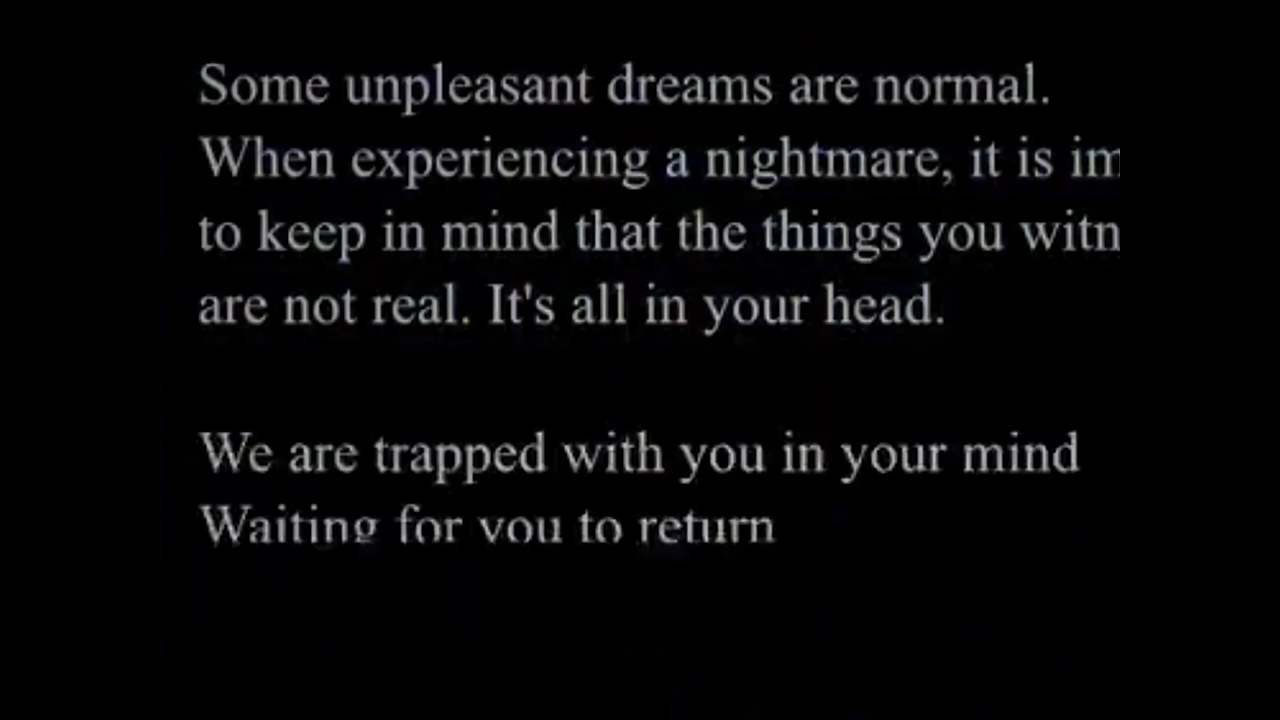 Some unpleasant dreams are normal.
When experiencing a nightmare, it is im
to keep in mind that the things you witn
are not real. It's all in your head.
We are trapped with you in your mind
Waiting for you to return